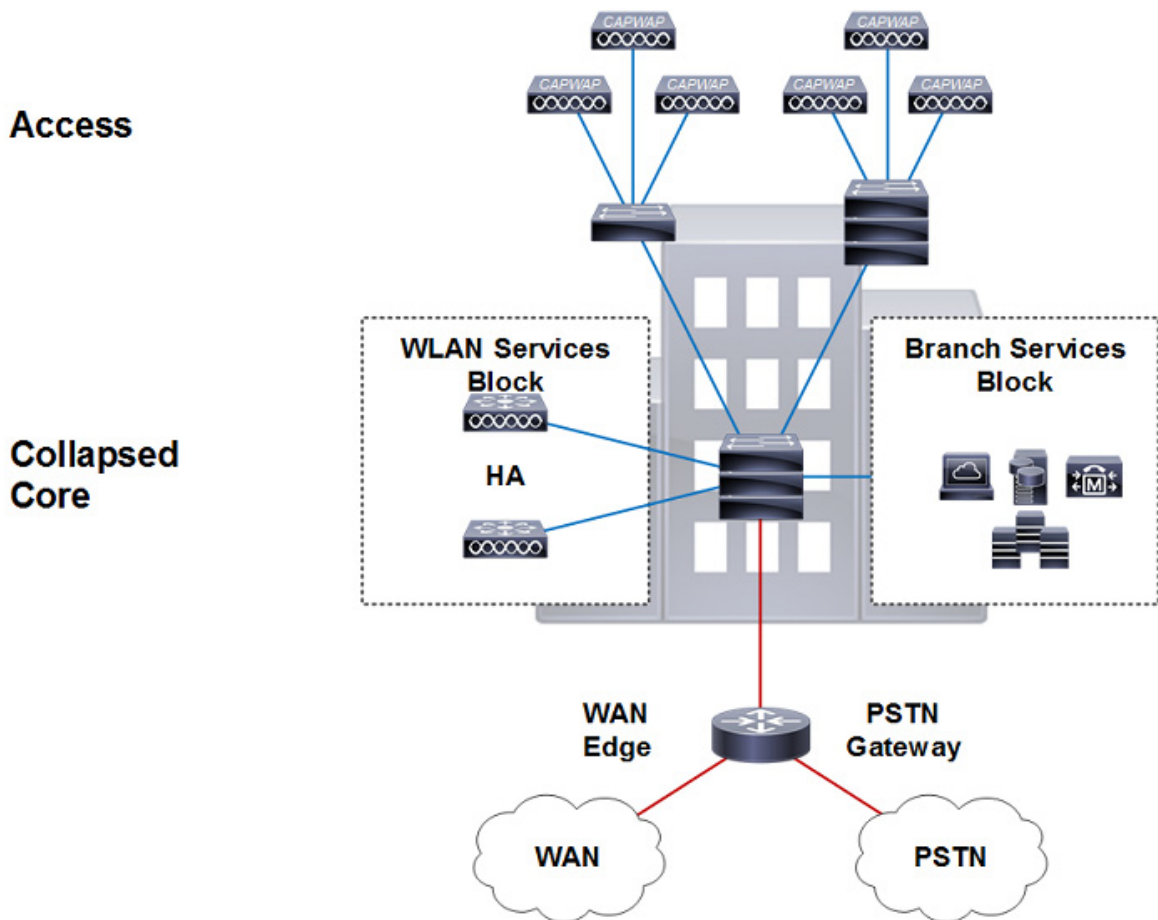 CAPWAP
CAPWAP
CAPWAP
CAPWAP
CAPWAP
CAPWAP
Access
WLAN Services
Block
Branch Services
Block
Collapsed
Core
HA
M
WAN
Edge
PSTN
Gateway
WAN
PSTN